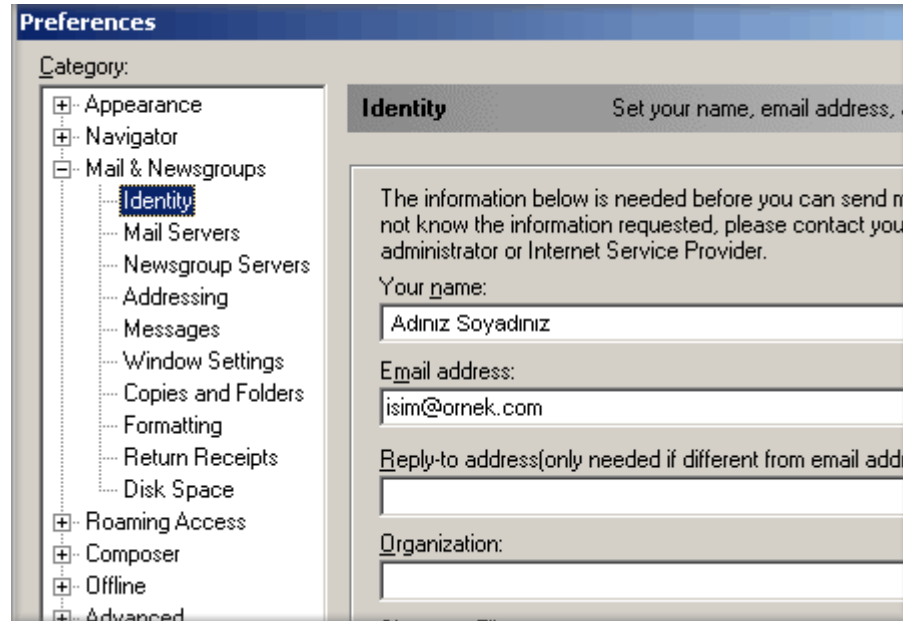 Preferences
Category:
Appearance
Navigator
Mail & Newsgroups
Identity
Mail Servers
Newsgroup Servers
Addressing
Messages
Window Settings
Copies and Folders
Formatting
Return Receipts
Disk Space
Roaming Access
Composer
Offline
Advanced
Identity Set your name, email address,
The information below is needed before you can send
not know the information requested, please contact you
administrator or Internet Service Provider.
Your name:
Adınız Soyadınız
Email address:
isim@ornek.com
Reply-to address(only needed if different from email add
Organization: